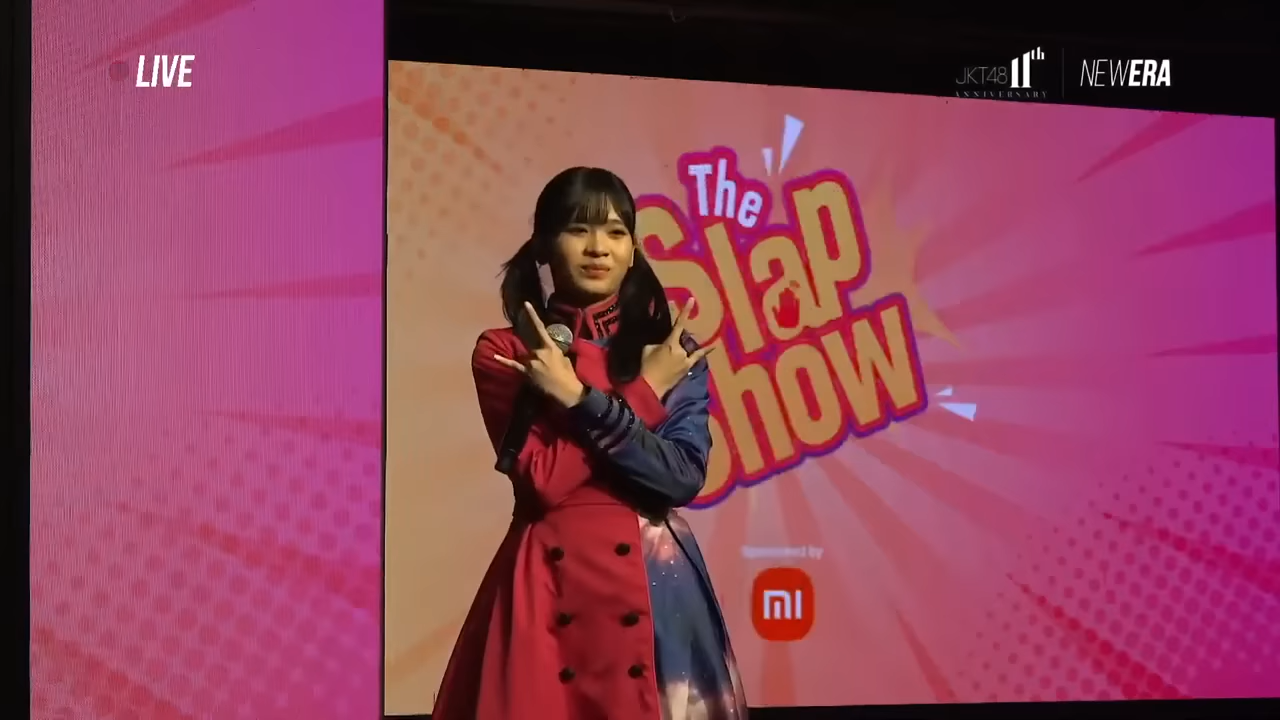 LIVE
JKT48 11th
ANNIVERSARY
NEWERA
The
Slap
Show
Sponsored by
mi